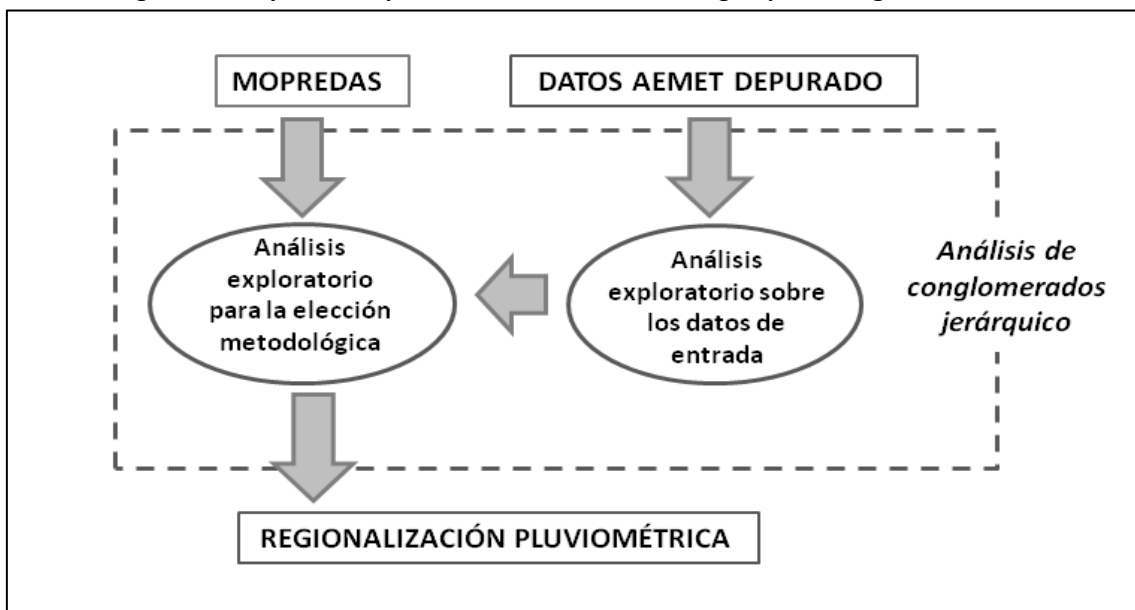 MOPREDAS
DATOS AEMET DEPURADO
Análisis
exploratorio
para la elección
metodológica
Análisis
exploratorio sobre
los datos de
entrada
Análisis de
conglomerados
jerárquico
REGIONALIZACIÓN PLUVIOMÉTRICA